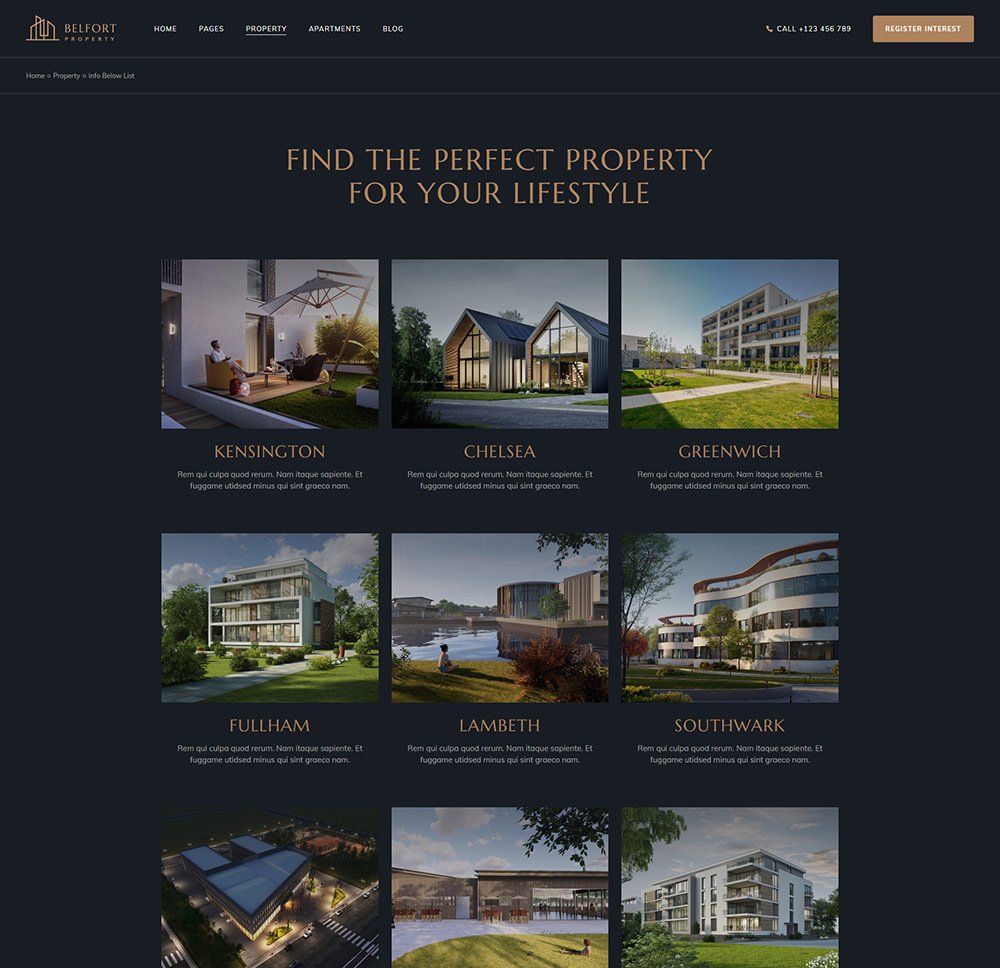 BELFORT
PROPERTY
HOME PAGES PROPERTY APARTMENTS BLOG
CALL +123 456 789
REGISTER INTEREST
Home Property Info Below List
FIND THE PERFECT PROPERTY
FOR YOUR LIFESTYLE
KENSINGTON
Rem qui culpa quod rerum. Nam itaque sapiente. Et
fuggame utidsed minus qui sint graeco nam.
CHELSEA
Rem qui culpa quod rerum. Nam itaque sapiente. Et
fuggame utidsed minus qui sint graeco nam.
GREENWICH
Rem qui culpa quod rerum. Nam itaque sapiente. Et
fuggame utidsed minus qui sint graeco nam.
FULLHAM
Rem qui culpa quod rerum. Nam itaque sapiente. Et
fuggame utidsed minus qui sint graeco nam.
LAMBETH
Rem qui culpa quod rerum. Nam itaque sapiente. Et
fuggame utidsed minus qui sint graeco nam.
SOUTHWARK
Rem qui culpa quod rerum. Nam itaque sapiente. Et
fuggame utidsed minus qui sint graeco nam.